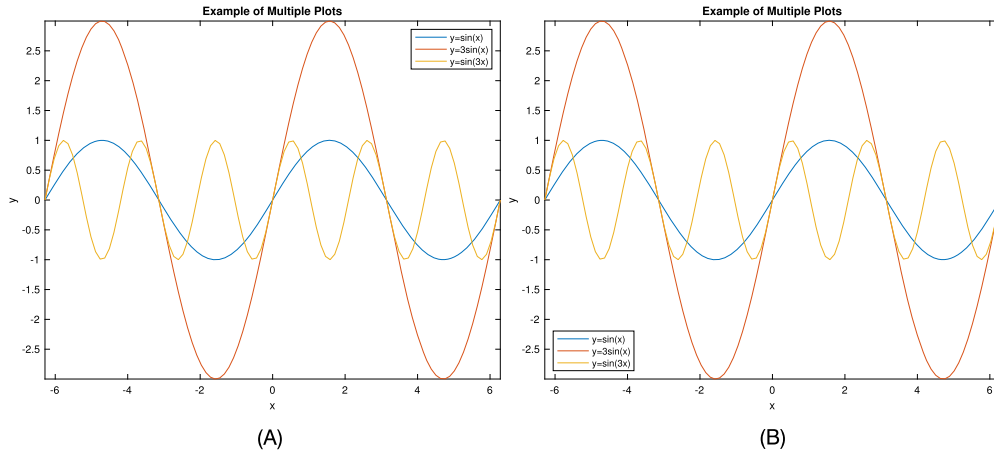 Example of Multiple Plots
y=sin(x)
y=3sin(x)
y=sin(3x)
2.5
2
1.5
1
0.5
0
-0.5
-1
-1.5
-2
-2.5
y
-6
-4
-2
0
2
4
6
x
(A)
Example of Multiple Plots
2.5
2
1.5
1
0.5
0
-0.5
-1
-1.5
-2
-2.5
y
y=sin(x)
y=3sin(x)
y=sin(3x)
-6
-4
-2
0
2
4
6
x
(B)